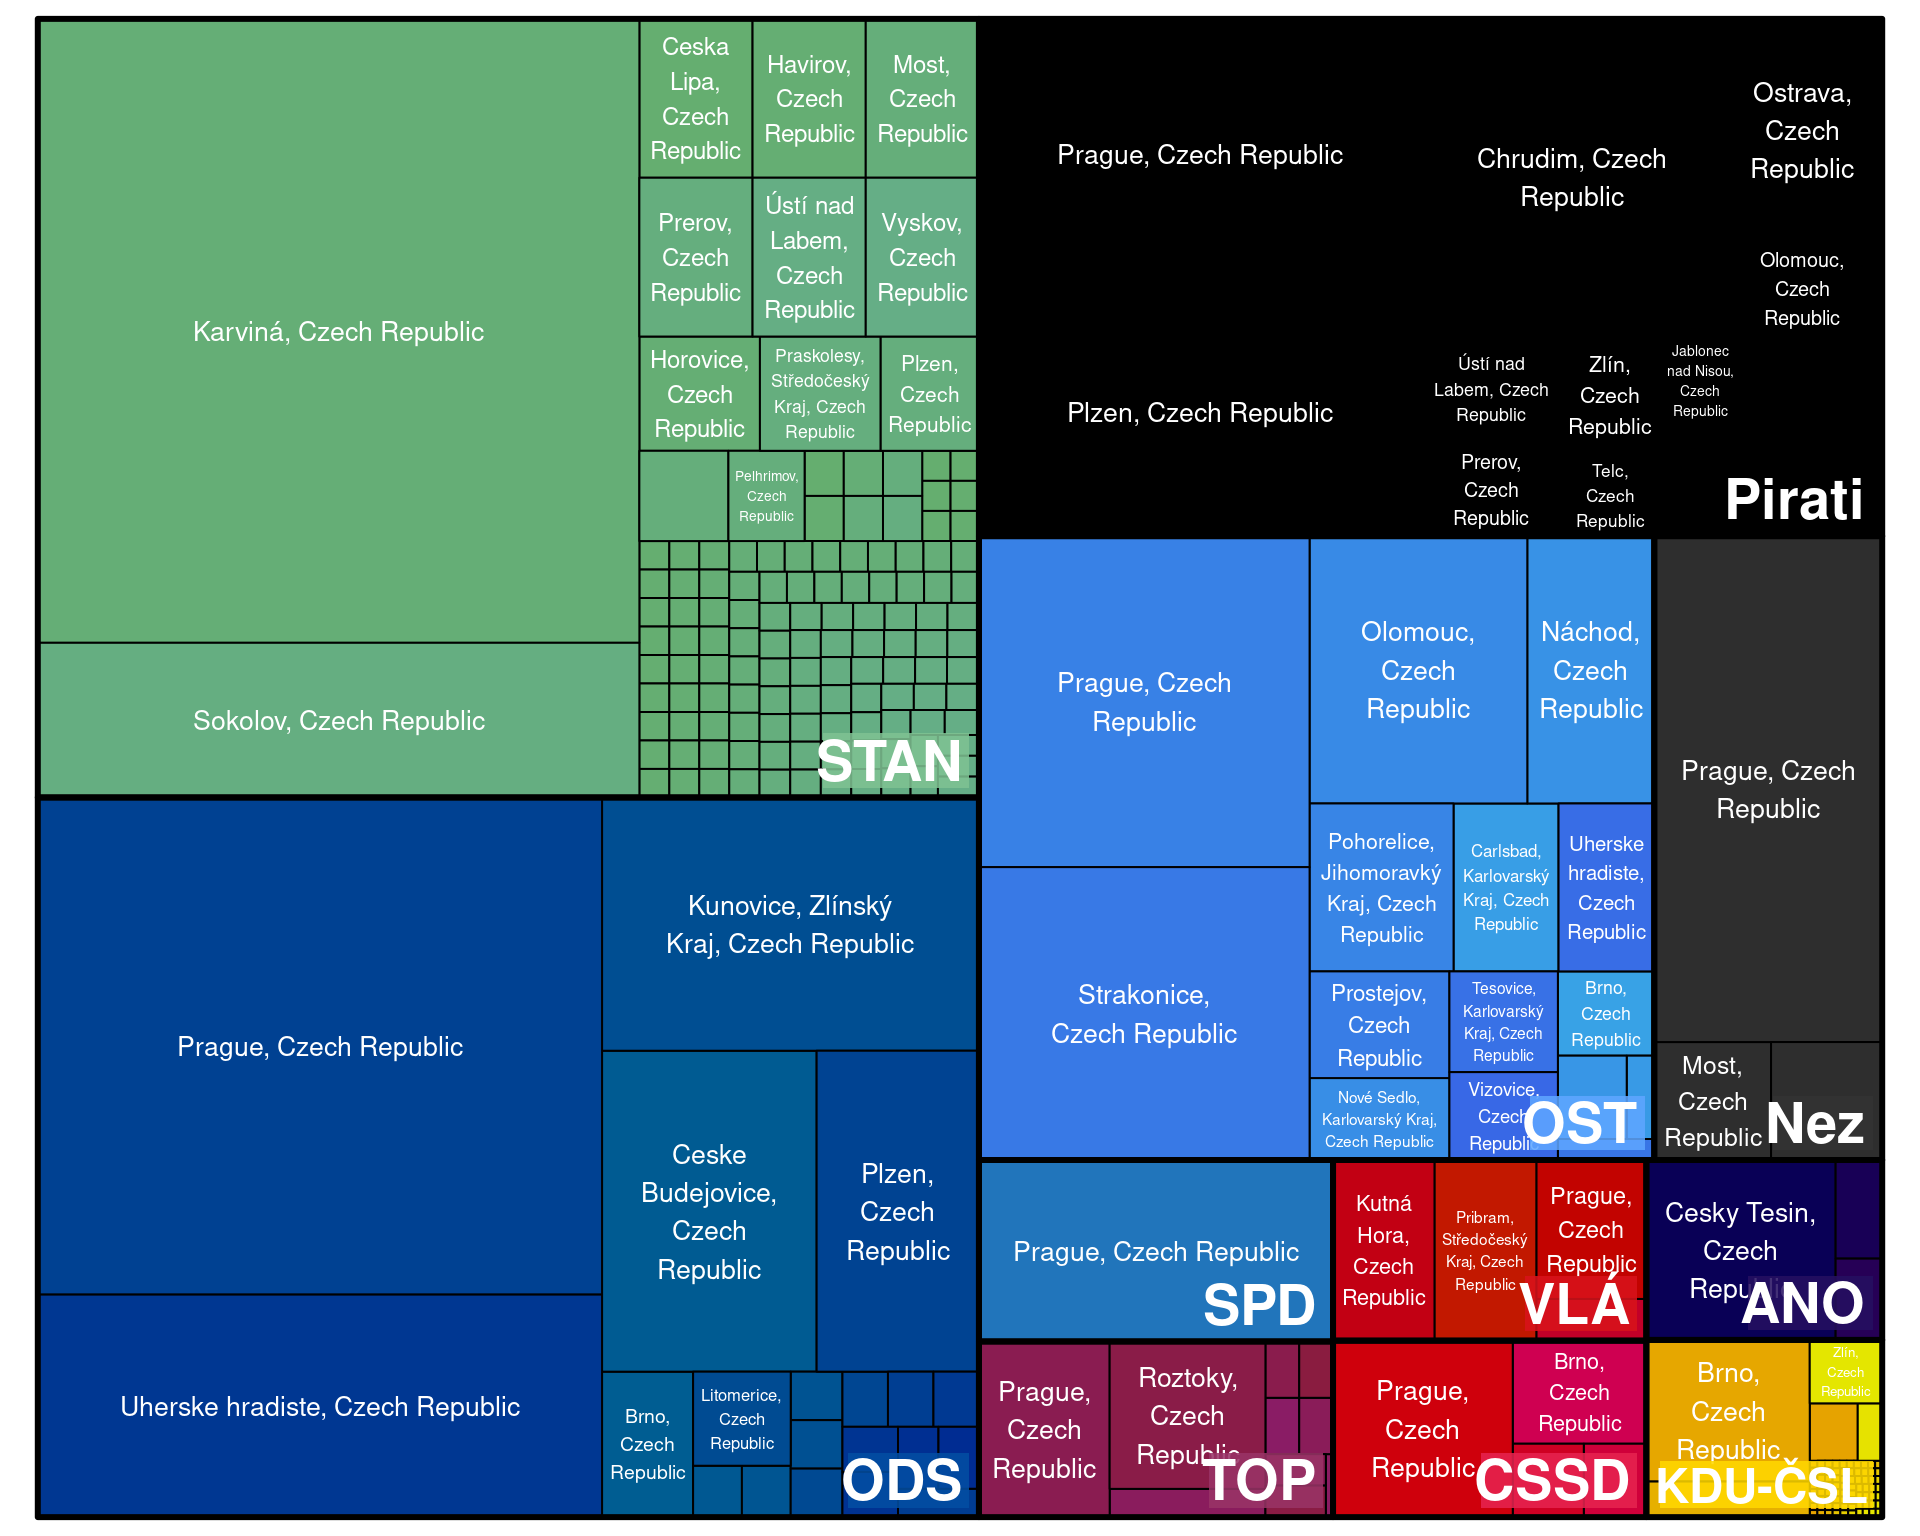 Karviná, Czech Republic
Sokolov, Czech Republic
Ceska
Lipa,
Czech
Republic
Havirov,
Czech
Republic
Most,
Czech
Republic
Prerov,
Czech
Republic
Ústí nad
Labem,
Czech
Republic
Vyskov,
Czech
Republic
Horovice,
Czech
Republic
Praskolesy,
Středočeský
Kraj, Czech
Republic
Plzen,
Czech
Republic
Pelhrimov,
Czech
Republic
STAN
Prague, Czech Republic
Uherske hradiste, Czech Republic
Kunovice, Zlínský
Kraj, Czech Republic
Ceske
Budejovice,
Czech
Republic
Plzen,
Czech
Republic
Brno,
Czech
Republic
Litomerice,
Czech
Republic
ODS
Prague, Czech Republic
Plzen, Czech Republic
Chrudim, Czech
Republic
Ostrava,
Czech
Republic
Olomouc,
Czech
Republic
Ústí nad
Labem, Czech
Republic
Zlín,
Czech
Republic
Jablonec
nad Nisou,
Czech
Republic
Prerov,
Czech
Republic
Telc,
Czech
Republic
Pirati
Prague, Czech
Republic
Strakonice,
Czech Republic
Olomouc,
Czech
Republic
Náchod,
Czech
Republic
Pohorelice,
Jihomoravký
Kraj, Czech
Republic
Carlsbad,
Karlovarský
Kraj, Czech
Republic
Uherske
hradiste,
Czech
Republic
Prostejov,
Czech
Republic
Tesovice,
Karlovarský
Kraj, Czech
Republic
Brno,
Czech
Republic
Nové Sedlo,
Karlovarský Kraj,
Czech Republic
Vizovice,
Czech
Republic
OST
Prague, Czech
Republic
Most,
Czech
Republic
Nez
Prague, Czech Republic
SPD
Kutná
Hora,
Czech
Republic
Pribram,
Středočeský
Kraj, Czech
Republic
Prague,
Czech
Republic
VLÁ
Cesky Tesin,
Czech
Republic
ANO
Prague,
Czech
Republic
Roztoky,
Czech
Republic
TOP
Prague,
Czech
Republic
Brno,
Czech
Republic
CSSD
Brno,
Czech
Republic
Zlín,
Czech
Republic
KDU-ČSL